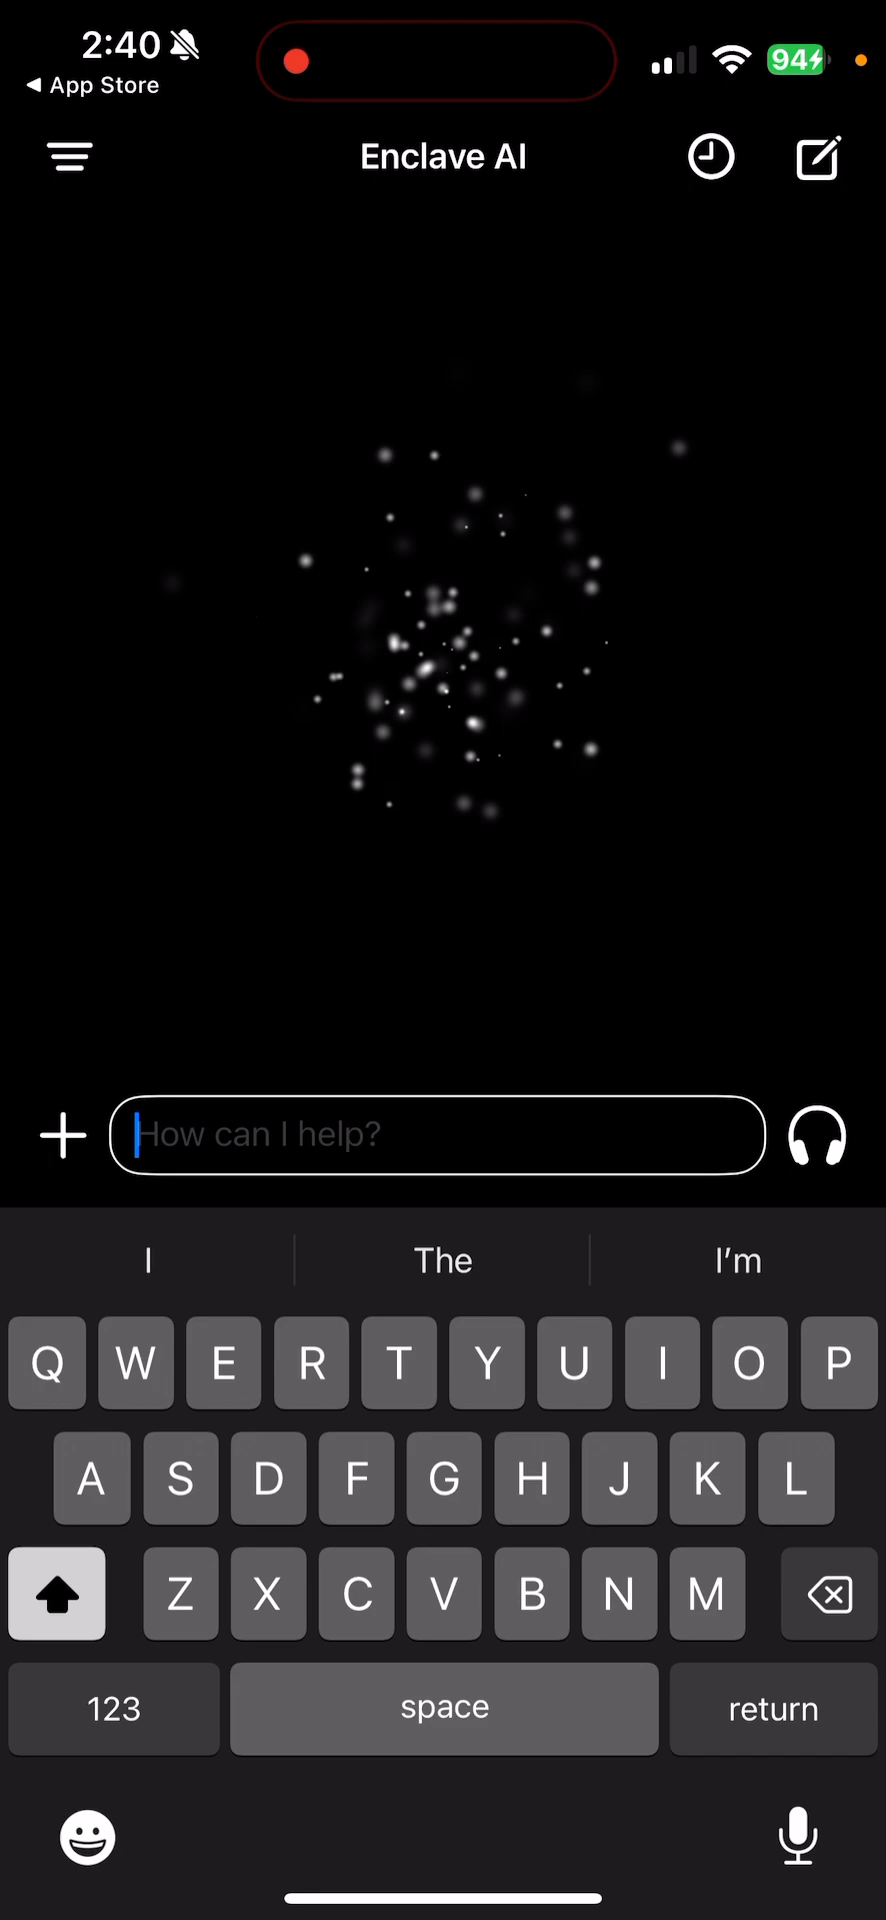 2:40
94
◀ App Store
Enclave AI
How can I help?
I The I’m
Q W E R T Y U I O P
A S D F G H J K L
Z X C V B N M
123 space return